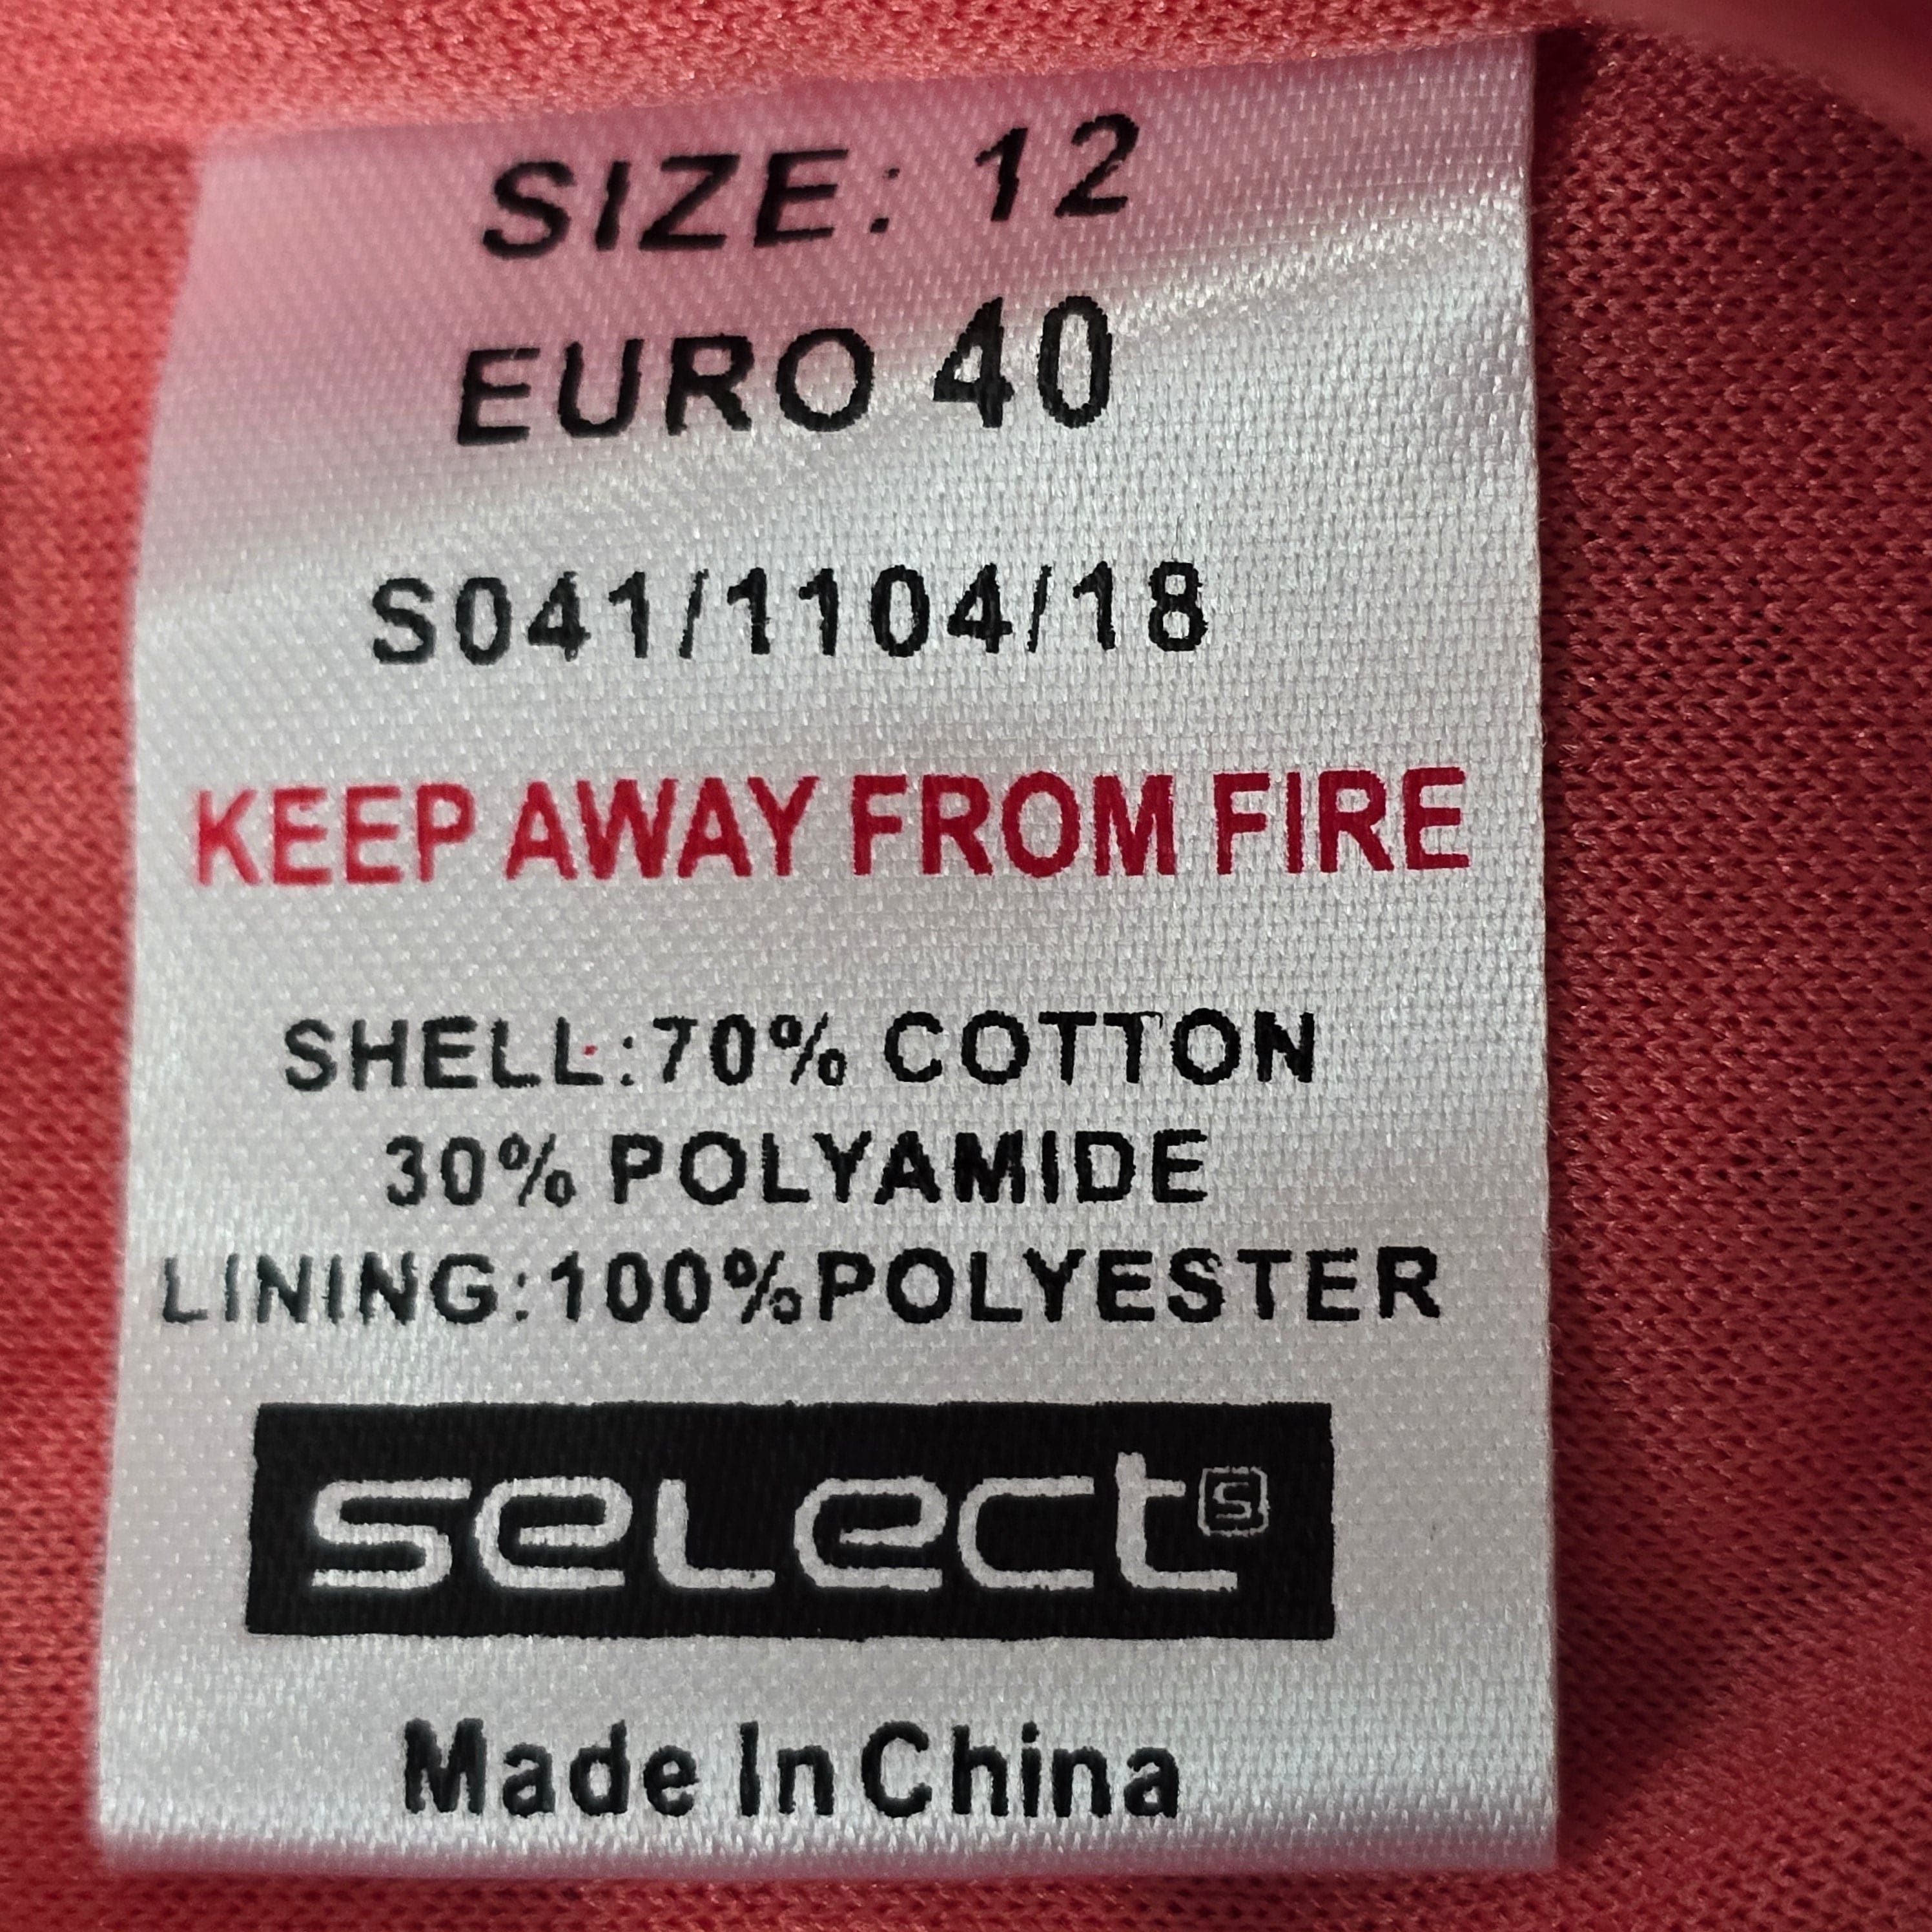 SIZE: 12
EURO 40
S041/1104/18
KEEP AWAY FROM FIRE
SHELL:70% COTTON
30% POLYAMIDE
LINING:100%POLYESTER
seLect S
Made In China